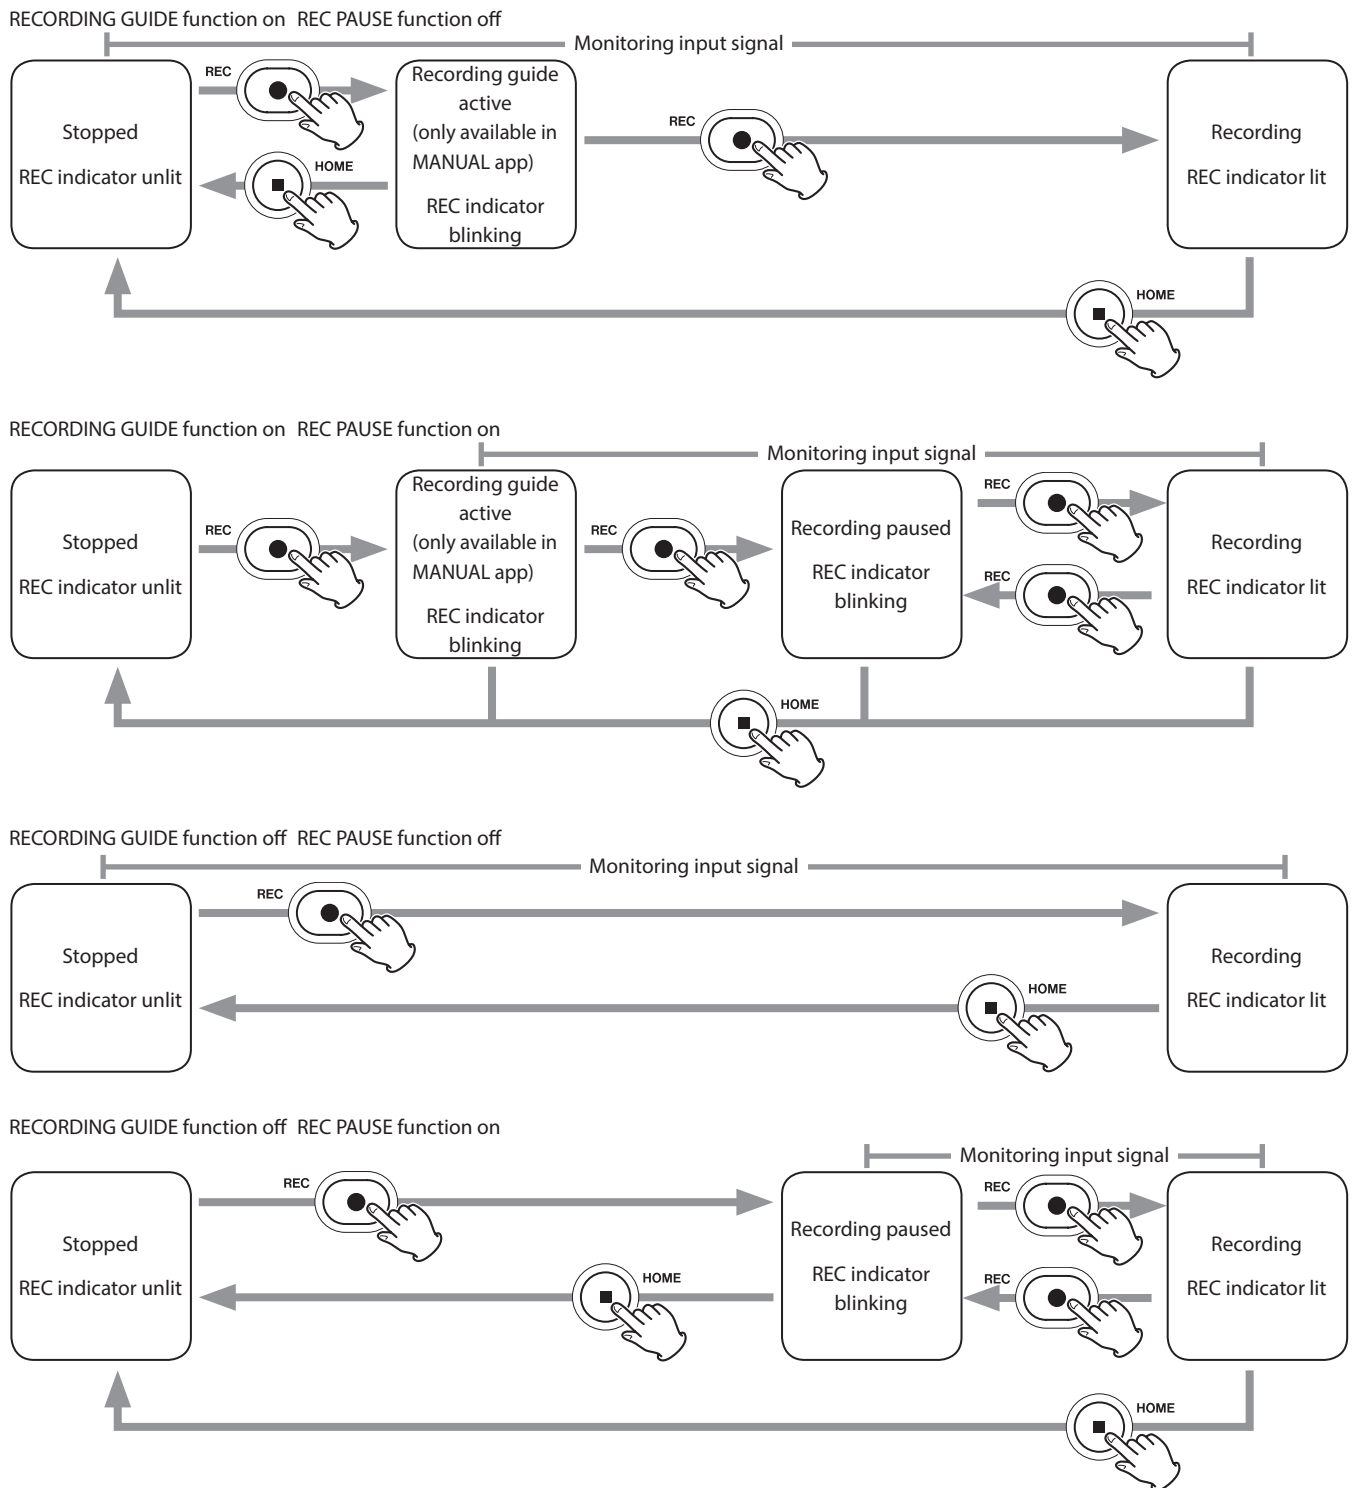 RECORDING GUIDE function on REC PAUSE function off
Monitoring input signal
Stopped
REC indicator unlit
REC
HOME
Recording guide
active
(only available in
MANUAL app)
REC indicator
blinking
REC
Recording
REC indicator lit
HOME
RECORDING GUIDE function on REC PAUSE function on
Monitoring input signal
Stopped
REC indicator unlit
REC
Recording guide
active
(only available in
MANUAL app)
REC indicator
blinking
REC
Recording paused
REC indicator
blinking
REC
REC
Recording
REC indicator lit
HOME
RECORDING GUIDE function off REC PAUSE function off
Monitoring input signal
Stopped
REC indicator unlit
REC
HOME
Recording
REC indicator lit
RECORDING GUIDE function off REC PAUSE function on
Monitoring input signal
Stopped
REC indicator unlit
REC
HOME
Recording paused
REC indicator
blinking
REC
REC
Recording
REC indicator lit
HOME